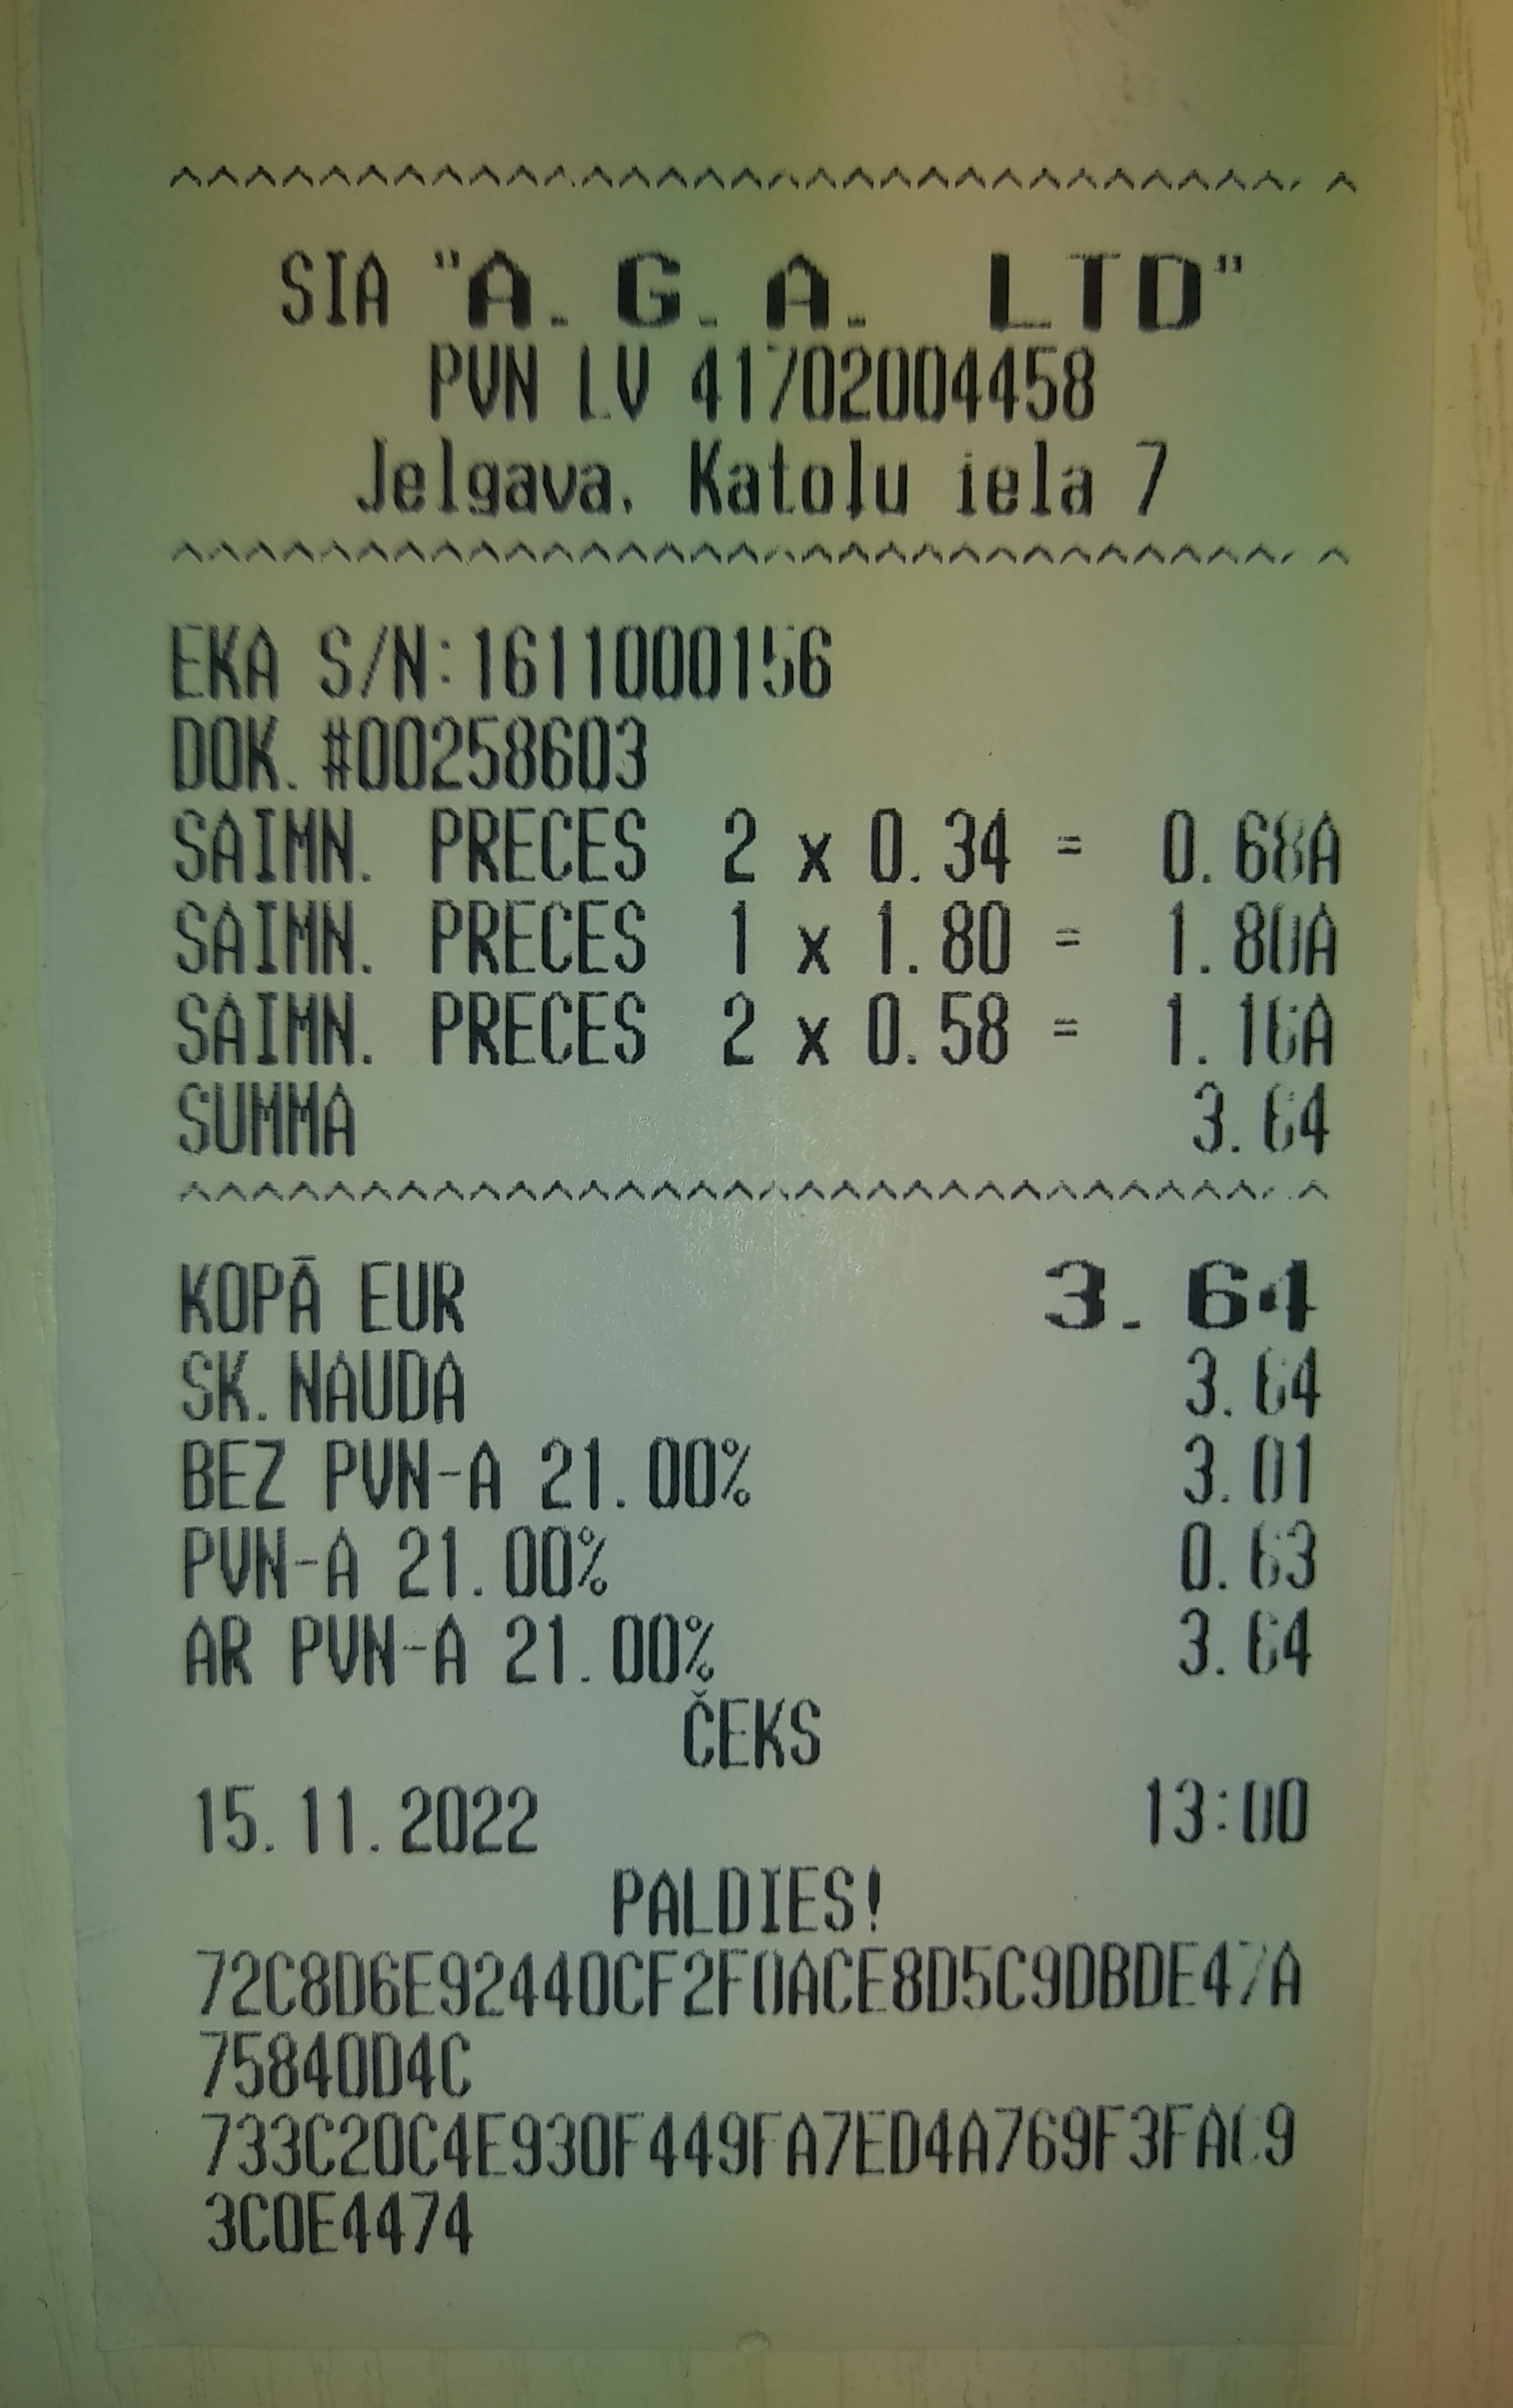 ^^^^^^^^^^^^^^^^^^^^^^^^^^^^^^^^
SIA "A.G.A. LTD"
PVN LV 41702004458
Jelgava, Katoļu iela 7
^^^^^^^^^^^^^^^^^^^^^^^^^^^^^^^^
EKA S/N:1611000156
DOK. #00258603
SAIMN. PRECES 2 x 0.34 = 0.68A
SAIMN. PRECES 1 x 1.80 = 1.80A
SAIMN. PRECES 2 x 0.58 = 1.16A
SUMMA 3.64
^^^^^^^^^^^^^^^^^^^^^^^^^^^^^^^^
KOPĀ EUR 3.64
SK.NAUDA 3.64
BEZ PVN-A 21.00% 3.01
PVN-A 21.00% 0.63
AR PVN-A 21.00% 3.64
ČEKS
15.11.2022 13:00
PALDIES!
72C8D6E92440CF2F0ACE8D5C9DBDE47A
75840D4C
3C0E4474